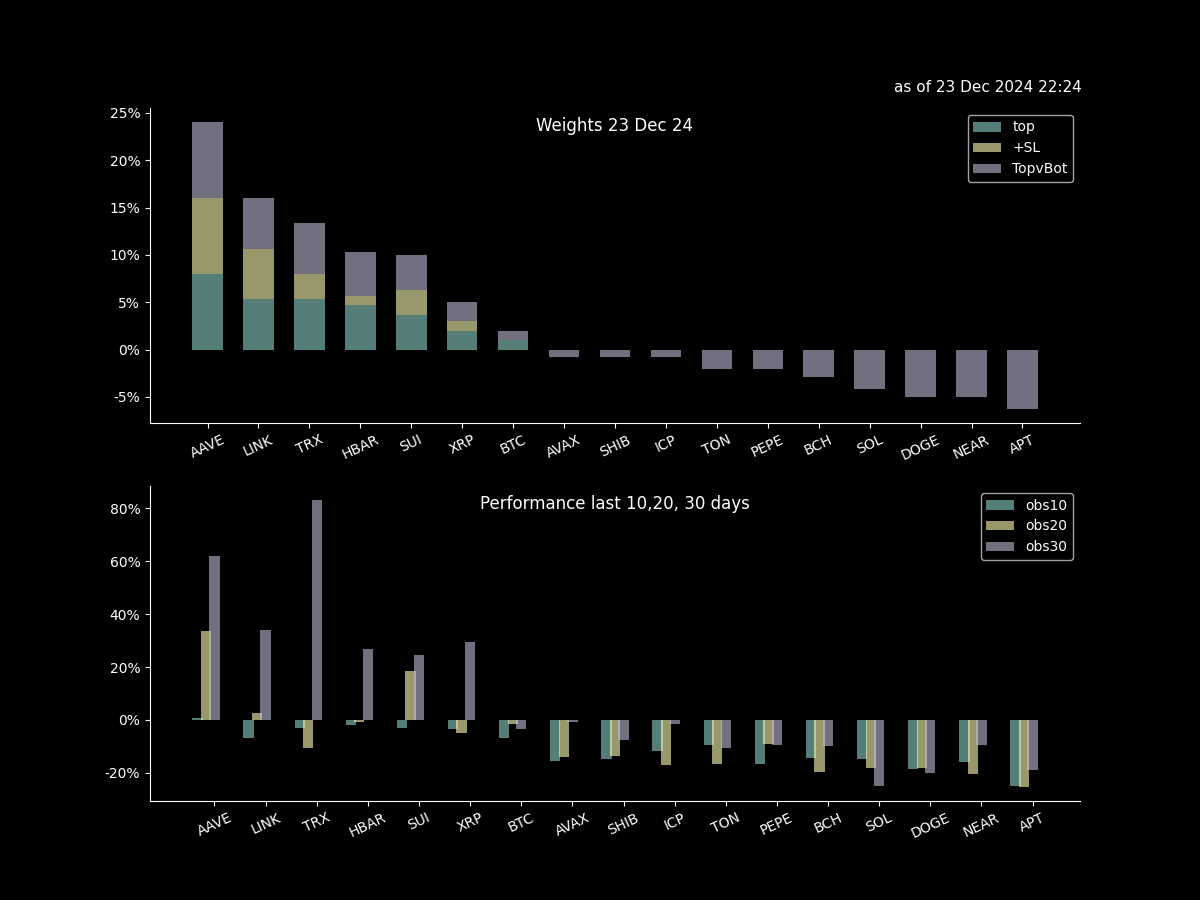 as of 23 Dec 2024 22:24
Weights 23 Dec 24
top
+SL
TopvBot
25%
20%
15%
10%
5%
0%
-5%
AAVE LINK TRX HBAR SUI XRP BTC AVAX SHIB ICP TON PEPE BCH SOL DOGE NEAR APT
Performance last 10,20, 30 days
obs10
obs20
obs30
80%
60%
40%
20%
0%
-20%
AAVE LINK TRX HBAR SUI XRP BTC AVAX SHIB ICP TON PEPE BCH SOL DOGE NEAR APT